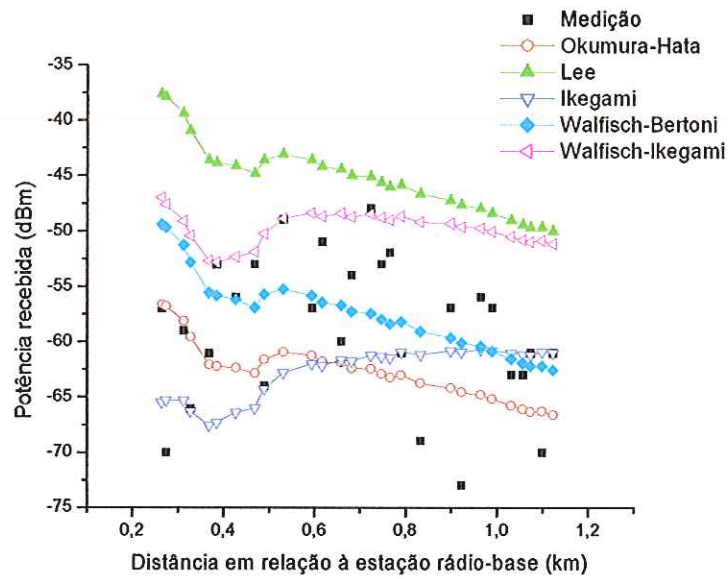 Medição
Okumura-Hata
Lee
Ikegami
Walfisch-Bertoni
Walfisch-Ikegami
Potência recebida (dBm)
-35
-40
-45
-50
-55
-60
-65
-70
-75
0,2
0,4
0,6
0,8
1,0
1,2
Distância em relação à estação rádio-base (km)